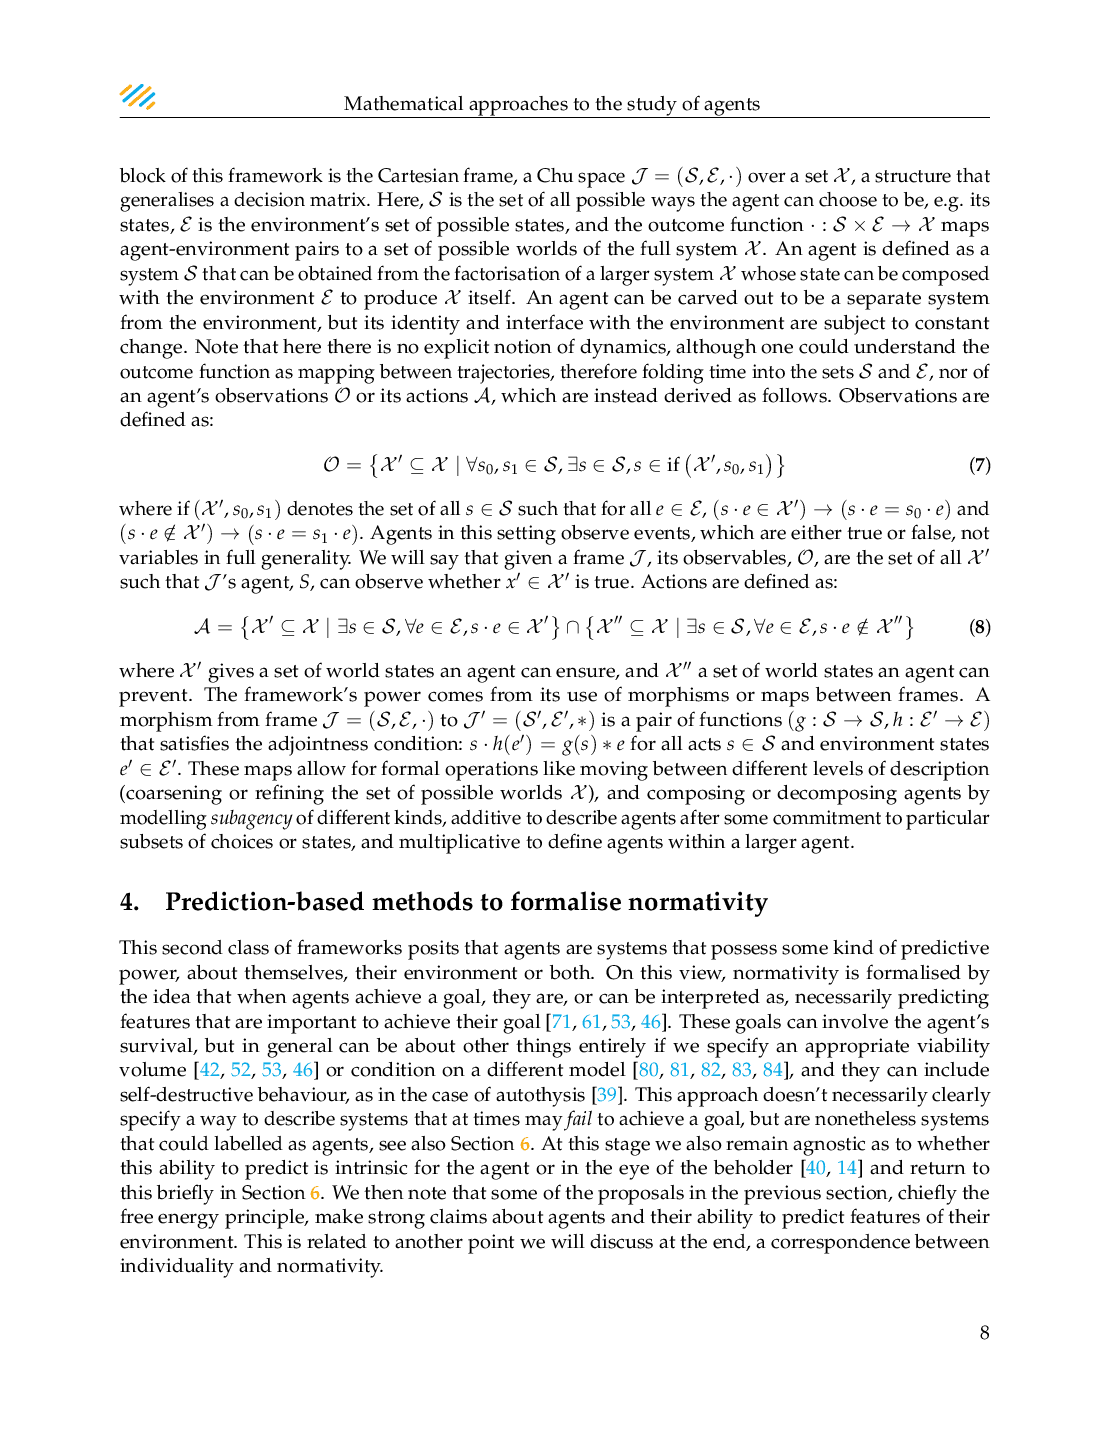 Mathematical approaches to the study of agents
block of this framework is the Cartesian frame, a Chu space 𝒥 = (𝒮, ℰ, ·) over a set 𝒳, a structure that
generalises a decision matrix. Here, 𝒮 is the set of all possible ways the agent can choose to be, e.g. its
states, ℰ is the environment's set of possible states, and the outcome function · : 𝒮 × ℰ → 𝒳 maps
agent-environment pairs to a set of possible worlds of the full system 𝒳. An agent is defined as a
system 𝒮 that can be obtained from the factorisation of a larger system 𝒳 whose state can be composed
with the environment ℰ to produce 𝒳 itself. An agent can be carved out to be a separate system
from the environment, but its identity and interface with the environment are subject to constant
change. Note that here there is no explicit notion of dynamics, although one could understand the
outcome function as mapping between trajectories, therefore folding time into the sets 𝒮 and ℰ, nor of
an agent's observations 𝒪 or its actions 𝒜, which are instead derived as follows. Observations are
defined as:
𝒪 = {𝒳′ ⊆ 𝒳 | ∀s₀, s₁ ∈ 𝒮, ∃s ∈ 𝒮, s ∈ if (𝒳′, s₀, s₁)} (7)
where if (𝒳′, s₀, s₁) denotes the set of all s ∈ 𝒮 such that for all e ∈ ℰ, (s · e ∈ 𝒳′) → (s · e = s₀ · e) and
(s · e ∉ 𝒳′) → (s · e = s₁ · e). Agents in this setting observe events, which are either true or false, not
variables in full generality. We will say that given a frame 𝒥, its observables, 𝒪, are the set of all 𝒳′
such that 𝒥's agent, S, can observe whether x′ ∈ 𝒳′ is true. Actions are defined as:
𝒜 = {𝒳′ ⊆ 𝒳 | ∃s ∈ 𝒮, ∀e ∈ ℰ, s · e ∈ 𝒳′} ∩ {𝒳″ ⊆ 𝒳 | ∃s ∈ 𝒮, ∀e ∈ ℰ, s · e ∉ 𝒳″} (8)
where 𝒳′ gives a set of world states an agent can ensure, and 𝒳″ a set of world states an agent can
prevent. The framework's power comes from its use of morphisms or maps between frames. A
morphism from frame 𝒥 = (𝒮, ℰ, ·) to 𝒥′ = (𝒮′, ℰ′, ∗) is a pair of functions (g : 𝒮 → 𝒮, h : ℰ′ → ℰ)
that satisfies the adjointness condition: s · h(e′) = g(s) ∗ e for all acts s ∈ 𝒮 and environment states
e′ ∈ ℰ′. These maps allow for formal operations like moving between different levels of description
(coarsening or refining the set of possible worlds 𝒳), and composing or decomposing agents by
modelling subagency of different kinds, additive to describe agents after some commitment to particular
subsets of choices or states, and multiplicative to define agents within a larger agent.
4. Prediction-based methods to formalise normativity
This second class of frameworks posits that agents are systems that possess some kind of predictive
power, about themselves, their environment or both. On this view, normativity is formalised by
the idea that when agents achieve a goal, they are, or can be interpreted as, necessarily predicting
features that are important to achieve their goal [71, 61, 53, 46]. These goals can involve the agent's
survival, but in general can be about other things entirely if we specify an appropriate viability
volume [42, 52, 53, 46] or condition on a different model [80, 81, 82, 83, 84], and they can include
self-destructive behaviour, as in the case of autothysis [39]. This approach doesn't necessarily clearly
specify a way to describe systems that at times may fail to achieve a goal, but are nonetheless systems
that could labelled as agents, see also Section 6. At this stage we also remain agnostic as to whether
this ability to predict is intrinsic for the agent or in the eye of the beholder [40, 14] and return to
this briefly in Section 6. We then note that some of the proposals in the previous section, chiefly the
free energy principle, make strong claims about agents and their ability to predict features of their
environment. This is related to another point we will discuss at the end, a correspondence between
individuality and normativity.
8